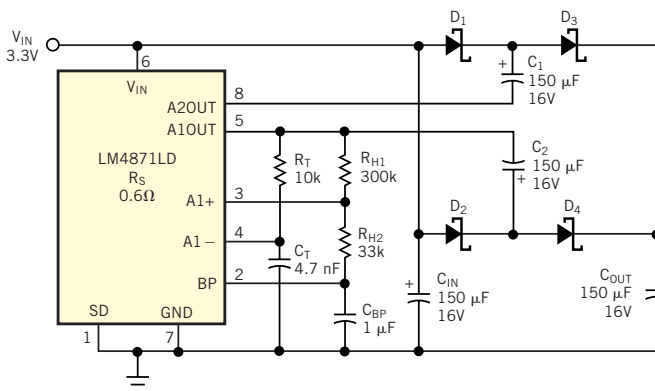 VIN
3.3V
6
VIN
A2OUT
8
A1OUT
5
LM4871LD
RS
0.6Ω
A1+
3
A1−
4
BP
2
SD
GND
1
7
RT
10k
RH1
300k
RH2
33k
CT
4.7 nF
CBP
1 µF
D1
D3
+
C1
150 µF
16V
C2
150 µF
16V
+
D2
D4
+
CIN
150 µF
16V
COUT
150 µF
16V